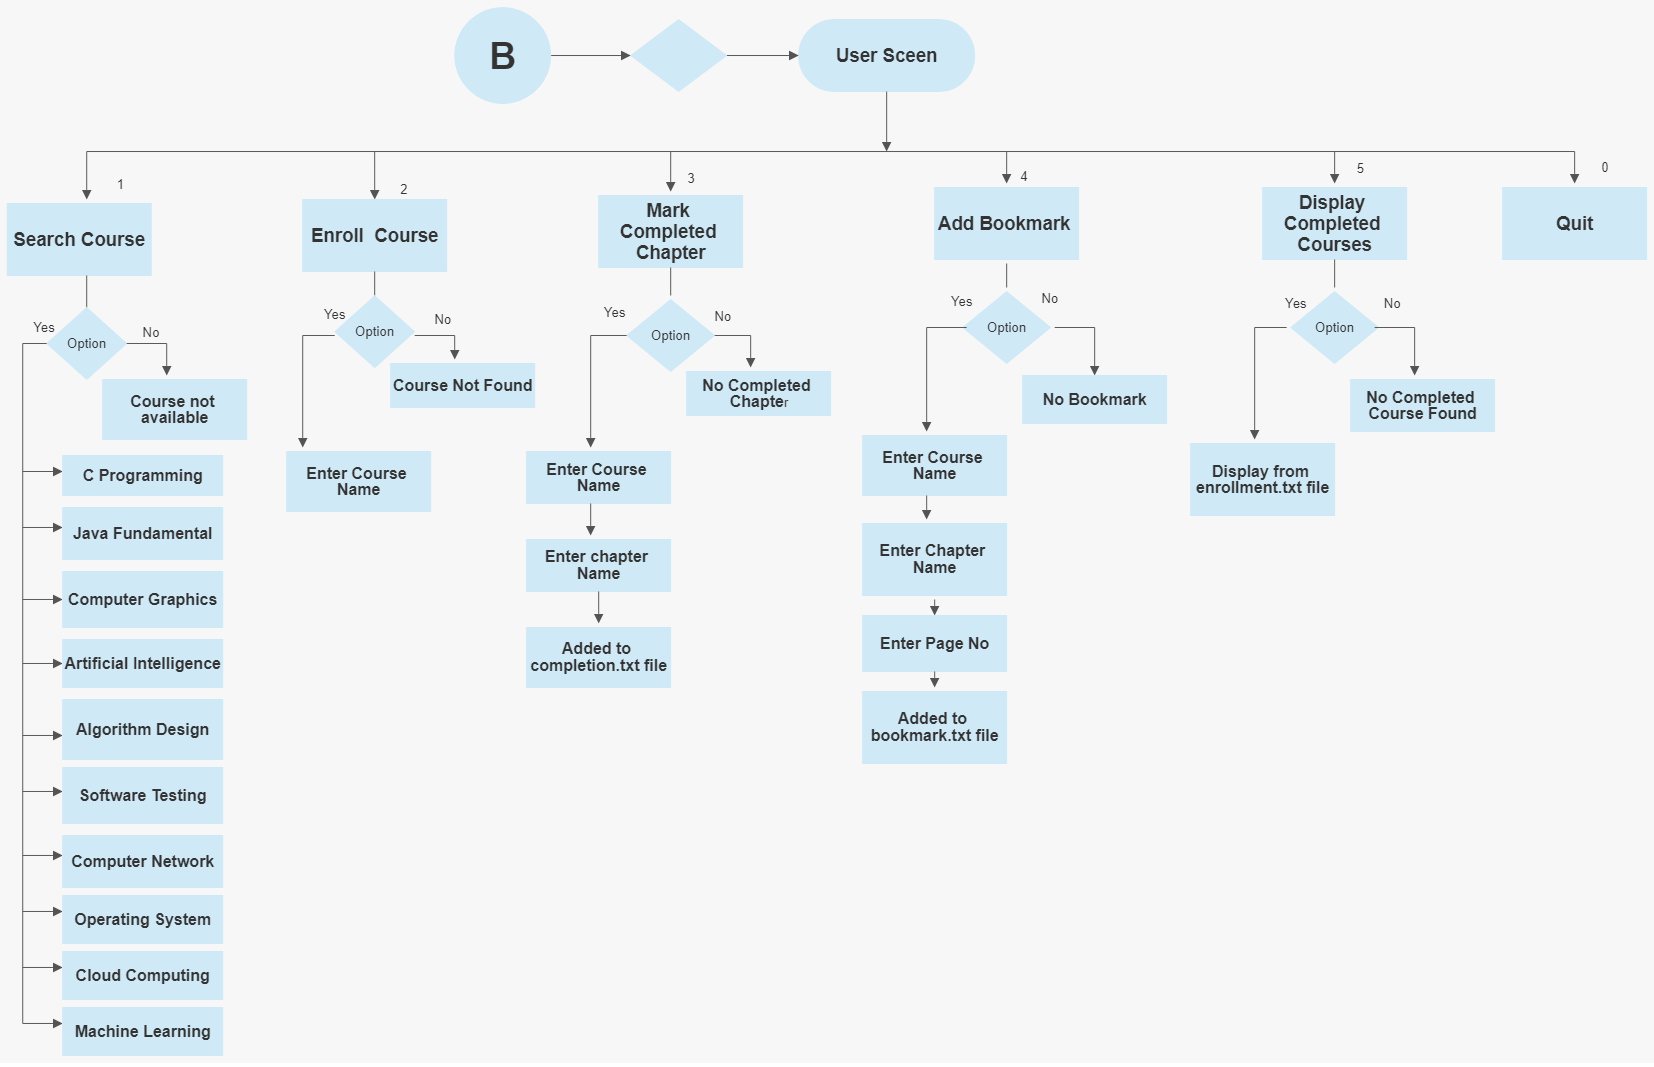 B
User Sceen
1
2
3
4
5
0
Search Course
Enroll  Course
Mark
Completed
Chapter
Add Bookmark
Display
Completed
Courses
Quit
Yes
Option
No
Course not
available
C Programming
Java Fundamental
Computer Graphics
Artificial Intelligence
Algorithm Design
Software Testing
Computer Network
Operating System
Cloud Computing
Machine Learning
Yes
Option
No
Course Not Found
Enter Course
Name
Yes
Option
No
No Completed
Chapter
Enter Course
Name
Enter chapter
Name
Added to
completion.txt file
Yes
Option
No
No Bookmark
Enter Course
Name
Enter Chapter
Name
Enter Page No
Added to
bookmark.txt file
Yes
Option
No
No Completed
Course Found
Display from
enrollment.txt file